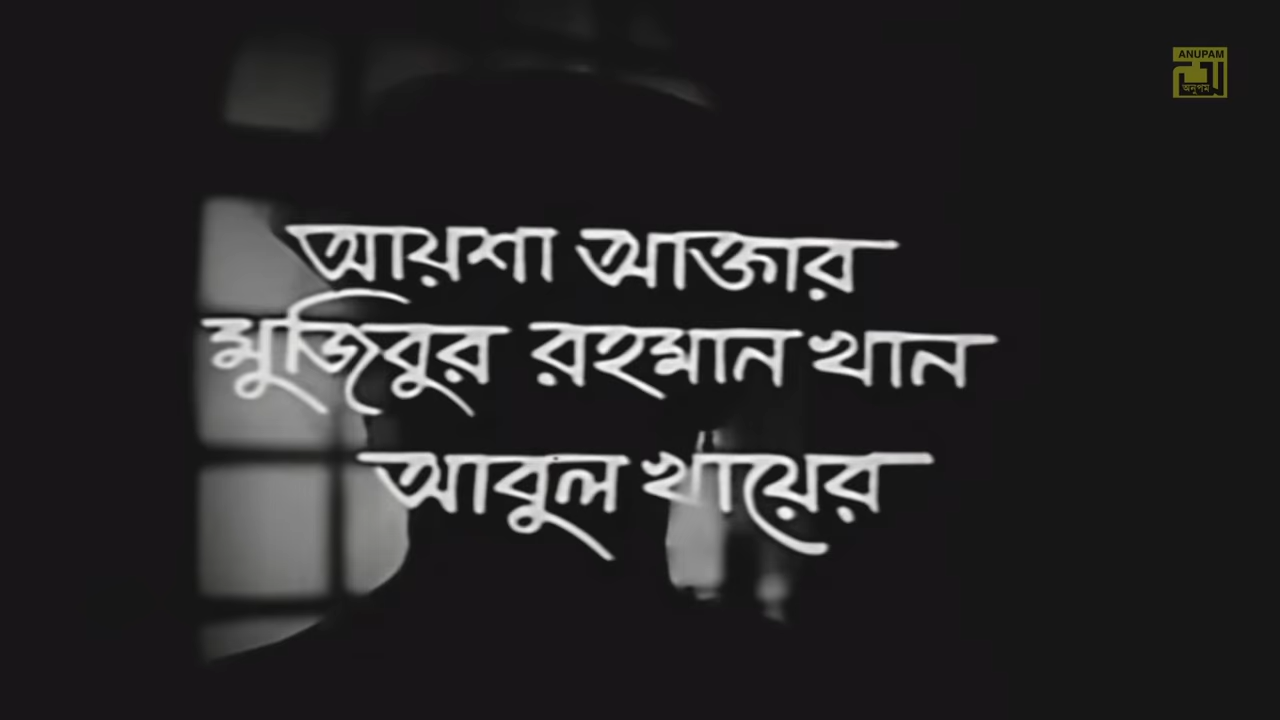 ANUPAM
অনুপম
আয়শা আক্তার
মুজিবুর রহমান খান
আবুল খায়ের